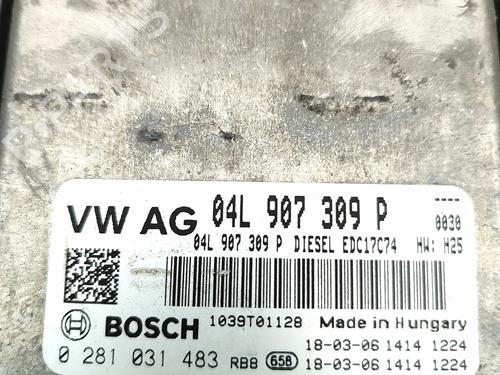 VW AG 04L 907 309 P
0030
04L 907 309 P DIESEL EDC17C74 HW: H25
BOSCH 1039T01128 Made in Hungary
18-03-06 1414 1224
0 281 031 483 RB8 658 18-03-06 1414 1224